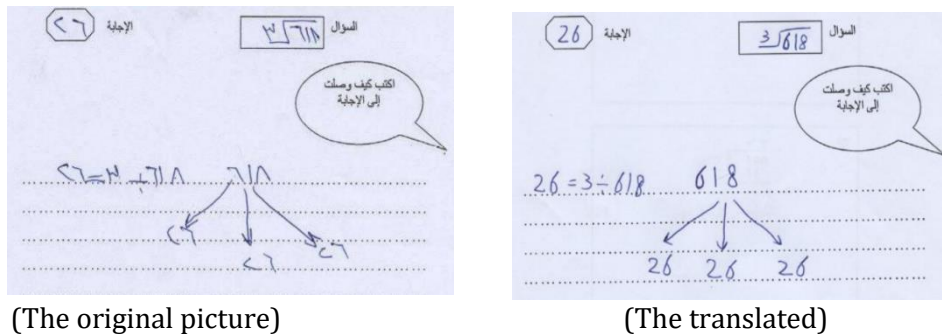 السؤال ٣⟌٦١٨ الإجابة ٢٦
اكتب كيف وصلت
إلى الإجابة
٦١٨ ٢٦=٣÷٦١٨
٢٦ ٢٦ ٢٦
(The original picture)
السؤال 3⟌618 الإجابة 26
اكتب كيف وصلت
إلى الإجابة
26=3÷618 618
26 26 26
(The translated)